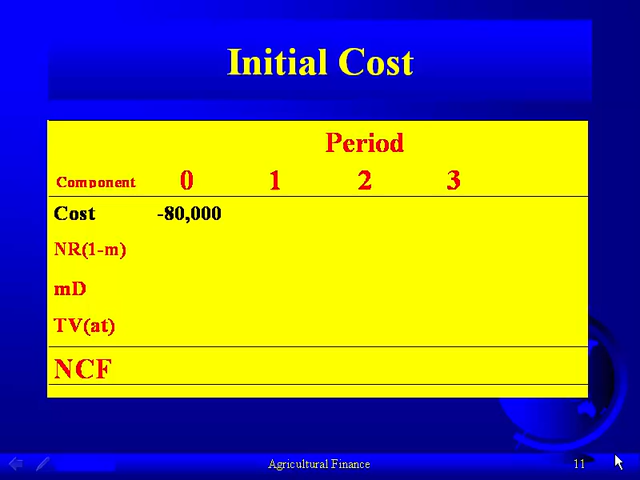 Initial Cost
Period
Component 0 1 2 3
Cost -80,000
NR(1-m)
mD
TV(at)
NCF
Agricultural Finance 11